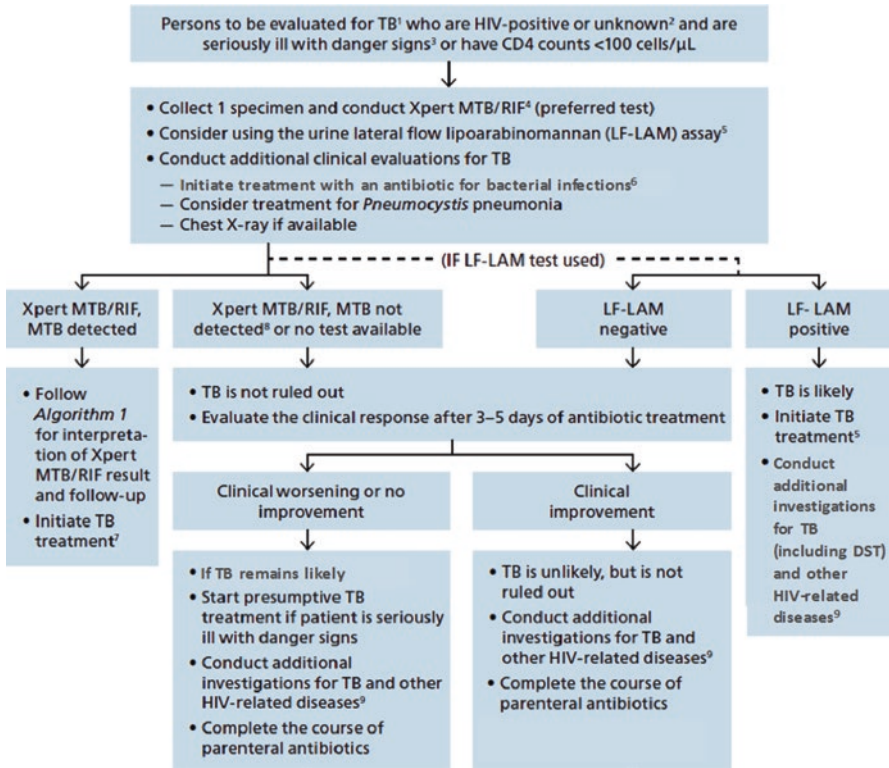 Persons to be evaluated for TB¹ who are HIV-positive or unknown² and are
seriously ill with danger signs³ or have CD4 counts <100 cells/µL
• Collect 1 specimen and conduct Xpert MTB/RIF⁴ (preferred test)
• Consider using the urine lateral flow lipoarabinomannan (LF-LAM) assay⁵
• Conduct additional clinical evaluations for TB
— Initiate treatment with an antibiotic for bacterial infections⁶
— Consider treatment for Pneumocystis pneumonia
— Chest X-ray if available
(IF LF-LAM test used)
Xpert MTB/RIF,
MTB detected
Xpert MTB/RIF, MTB not
detected⁸ or no test available
LF-LAM
negative
LF- LAM
positive
• Follow
Algorithm 1
for interpreta-
tion of Xpert
MTB/RIF result
and follow-up
• Initiate TB
treatment⁷
• TB is not ruled out
• Evaluate the clinical response after 3–5 days of antibiotic treatment
• TB is likely
• Initiate TB
treatment⁵
• Conduct
additional
investigations
for TB
(including DST)
and other
HIV-related
diseases⁹
Clinical worsening or no
improvement
Clinical
improvement
• If TB remains likely
• Start presumptive TB
treatment if patient is seriously
ill with danger signs
• Conduct additional
investigations for TB and other
HIV-related diseases⁹
• Complete the course of
parenteral antibiotics
• TB is unlikely, but is not
ruled out
• Conduct additional
investigations for TB and
other HIV-related diseases⁹
• Complete the course of
parenteral antibiotics